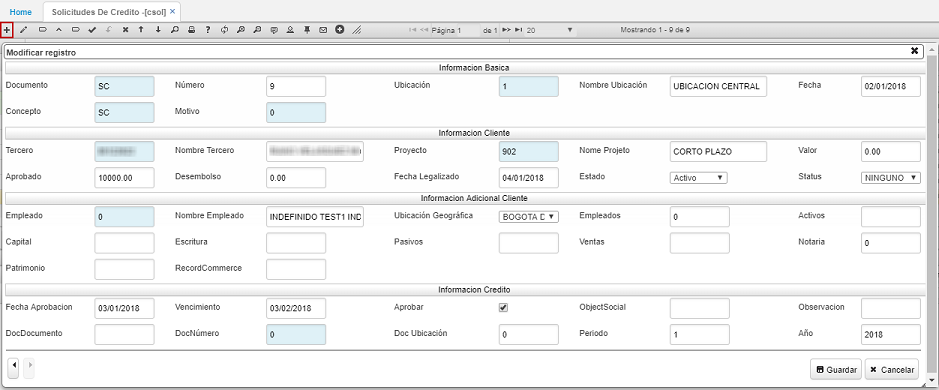 Home Solicitudes De Credito -[csol] ✕
Página 1 de 1 20 Mostrando 1 - 9 de 9
Modificar registro
Informacion Basica
Documento SC Número 9 Ubicación 1 Nombre Ubicación UBICACION CENTRAL Fecha 02/01/2018
Concepto SC Motivo 0
Informacion Cliente
Tercero Nombre Tercero Proyecto 902 Nome Projeto CORTO PLAZO Valor 0.00
Aprobado 10000.00 Desembolso 0.00 Fecha Legalizado 04/01/2018 Estado Activo Status NINGUNO
Informacion Adicional Cliente
Empleado 0 Nombre Empleado INDEFINIDO TEST1 IND Ubicación Geográfica BOGOTA D Empleados 0 Activos
Capital Escritura Pasivos Ventas Notaria 0
Patrimonio RecordCommerce
Informacion Credito
Fecha Aprobacion 03/01/2018 Vencimiento 03/02/2018 Aprobar ObjectSocial Observacion
DocDocumento DocNúmero 0 Doc Ubicación 0 Periodo 1 Año 2018
Guardar Cancelar